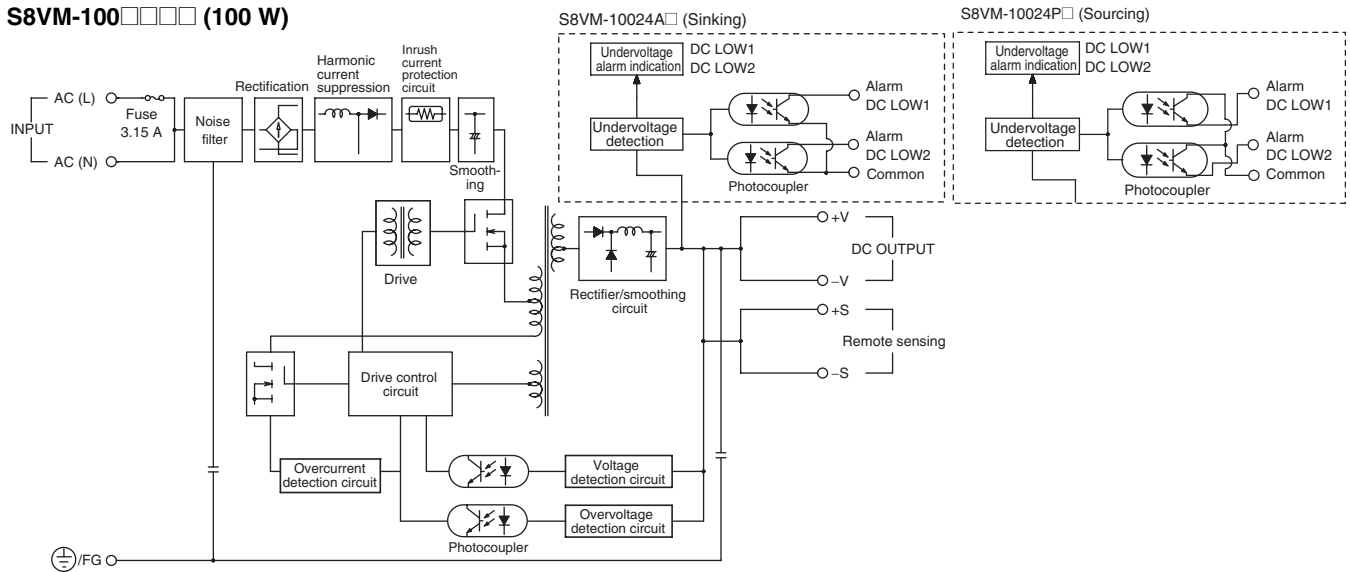 S8VM-100□□□□ (100 W)
S8VM-10024A□ (Sinking)
S8VM-10024P□ (Sourcing)
INPUT
AC (L)
Fuse
3.15 A
AC (N)
Noise
filter
Rectification
Harmonic
current
suppression
Inrush
current
protection
circuit
Smooth-
ing
Undervoltage
alarm indication
DC LOW1
DC LOW2
Undervoltage
detection
Photocoupler
Alarm
DC LOW1
Alarm
DC LOW2
Common
Undervoltage
alarm indication
DC LOW1
DC LOW2
Undervoltage
detection
Photocoupler
Alarm
DC LOW1
Alarm
DC LOW2
Common
Drive
Rectifier/smoothing
circuit
+V
DC OUTPUT
–V
+S
Remote sensing
–S
Drive control
circuit
Overcurrent
detection circuit
Voltage
detection circuit
Overvoltage
detection circuit
Photocoupler
/FG